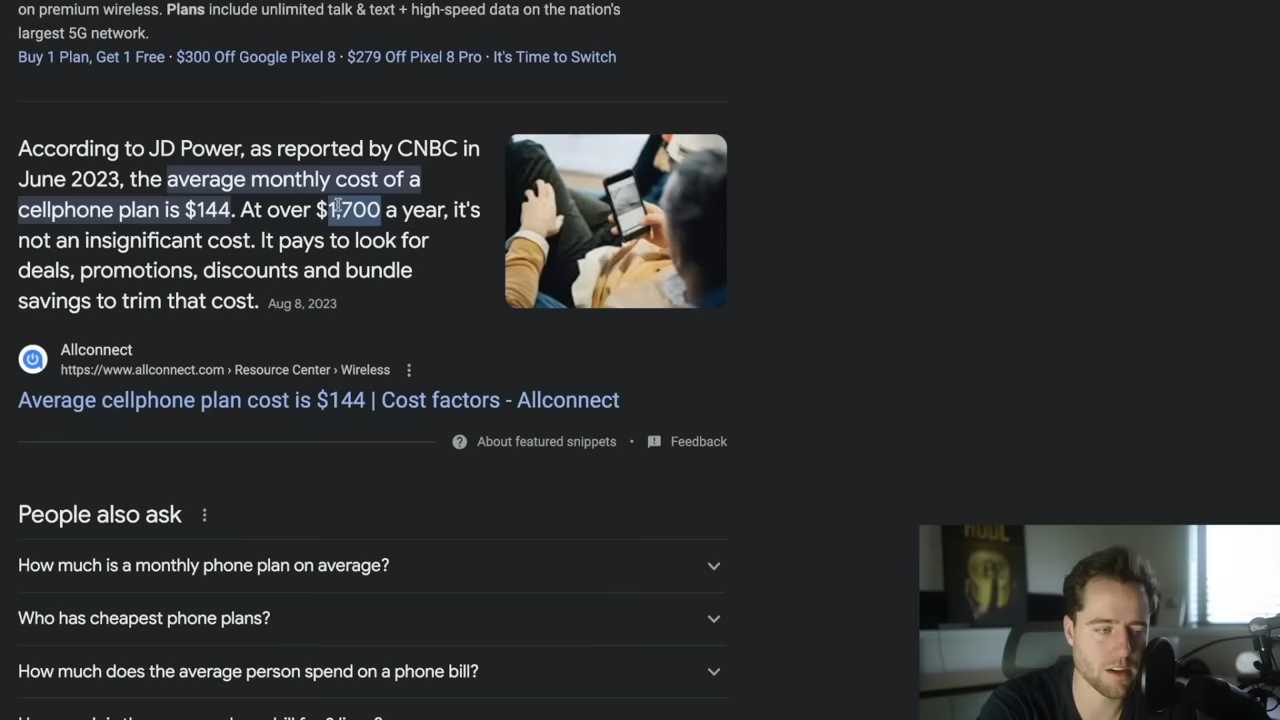 on premium wireless. Plans include unlimited talk & text + high-speed data on the nation's
largest 5G network.
Buy 1 Plan, Get 1 Free · $300 Off Google Pixel 8 · $279 Off Pixel 8 Pro · It's Time to Switch
According to JD Power, as reported by CNBC in
June 2023, the average monthly cost of a
cellphone plan is $144. At over $1,700 a year, it's
not an insignificant cost. It pays to look for
deals, promotions, discounts and bundle
savings to trim that cost. Aug 8, 2023
Allconnect
https://www.allconnect.com › Resource Center › Wireless
Average cellphone plan cost is $144 | Cost factors - Allconnect
About featured snippets • Feedback
People also ask
How much is a monthly phone plan on average?
Who has cheapest phone plans?
How much does the average person spend on a phone bill?
Blue